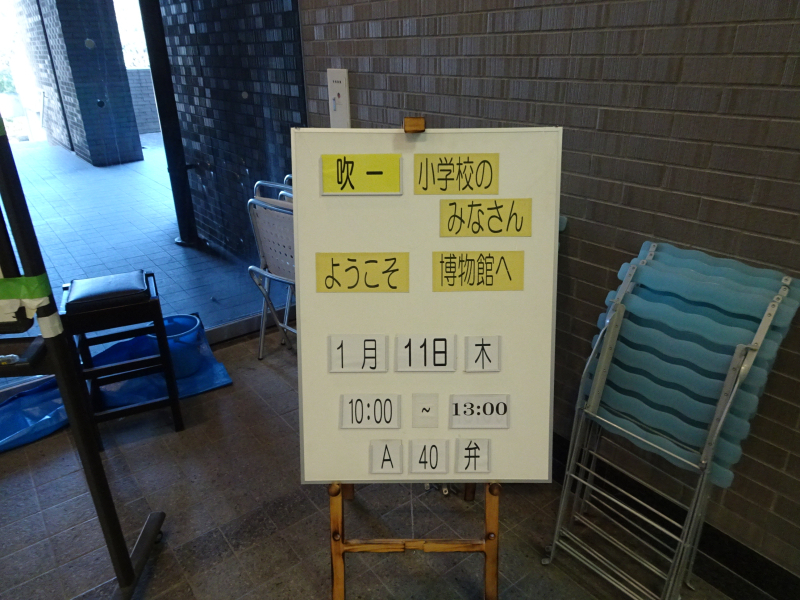 吹一 小学校の
みなさん
ようこそ 博物館へ
1月 11日 木
10:00 ~ 13:00
A 40 弁